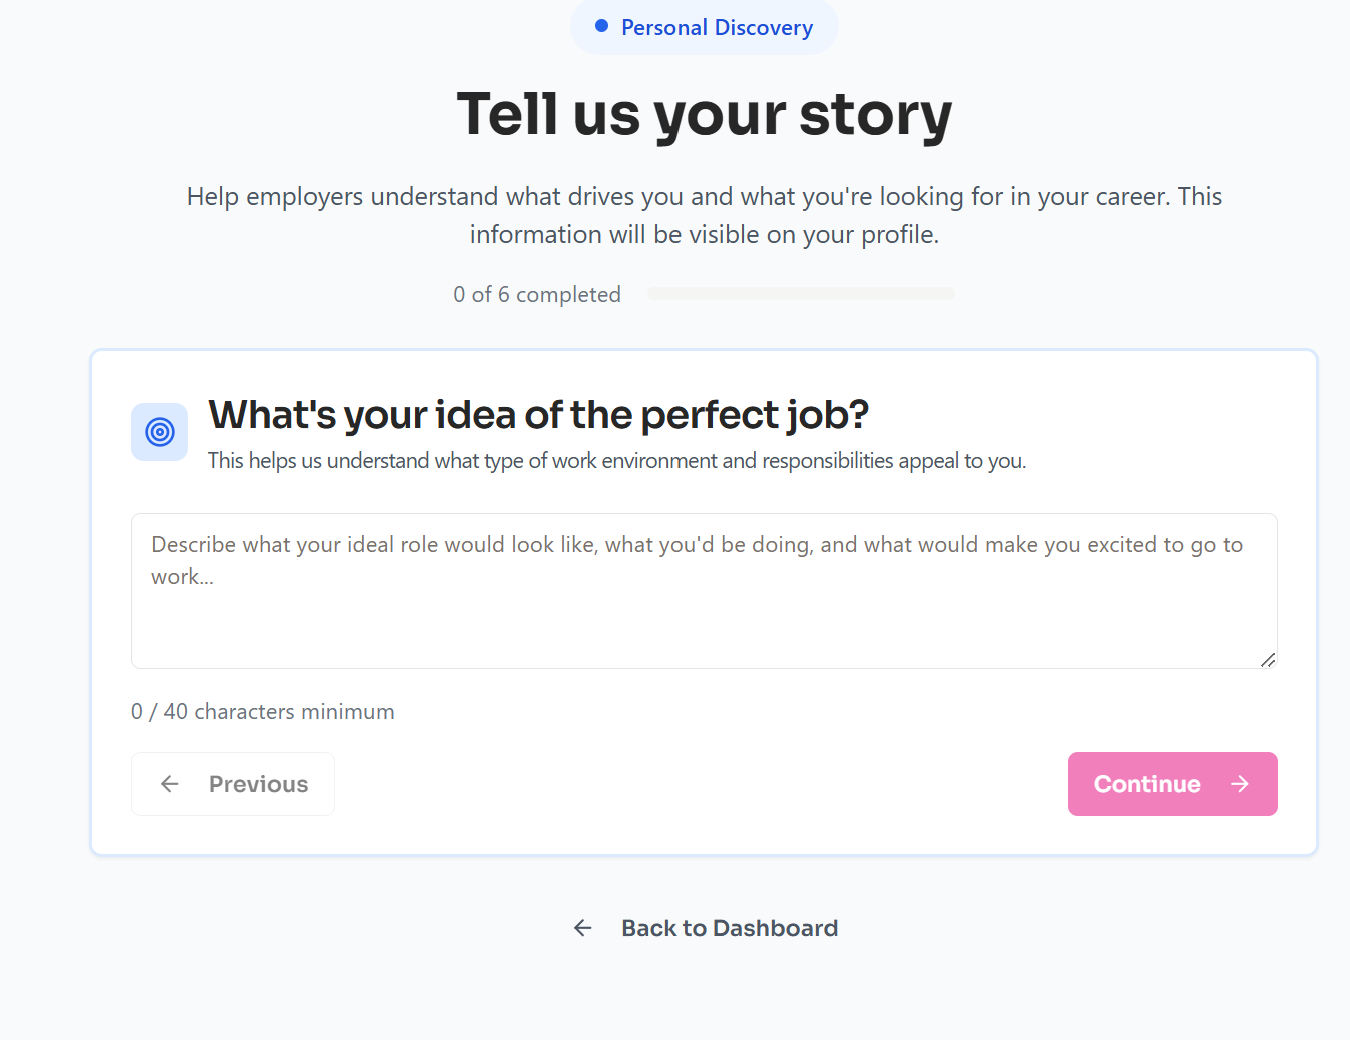 Personal Discovery
Tell us your story
Help employers understand what drives you and what you're looking for in your career. This
information will be visible on your profile.
0 of 6 completed
What's your idea of the perfect job?
This helps us understand what type of work environment and responsibilities appeal to you.
Describe what your ideal role would look like, what you'd be doing, and what would make you excited to go to
work...
0 / 40 characters minimum
Previous
Continue
Back to Dashboard